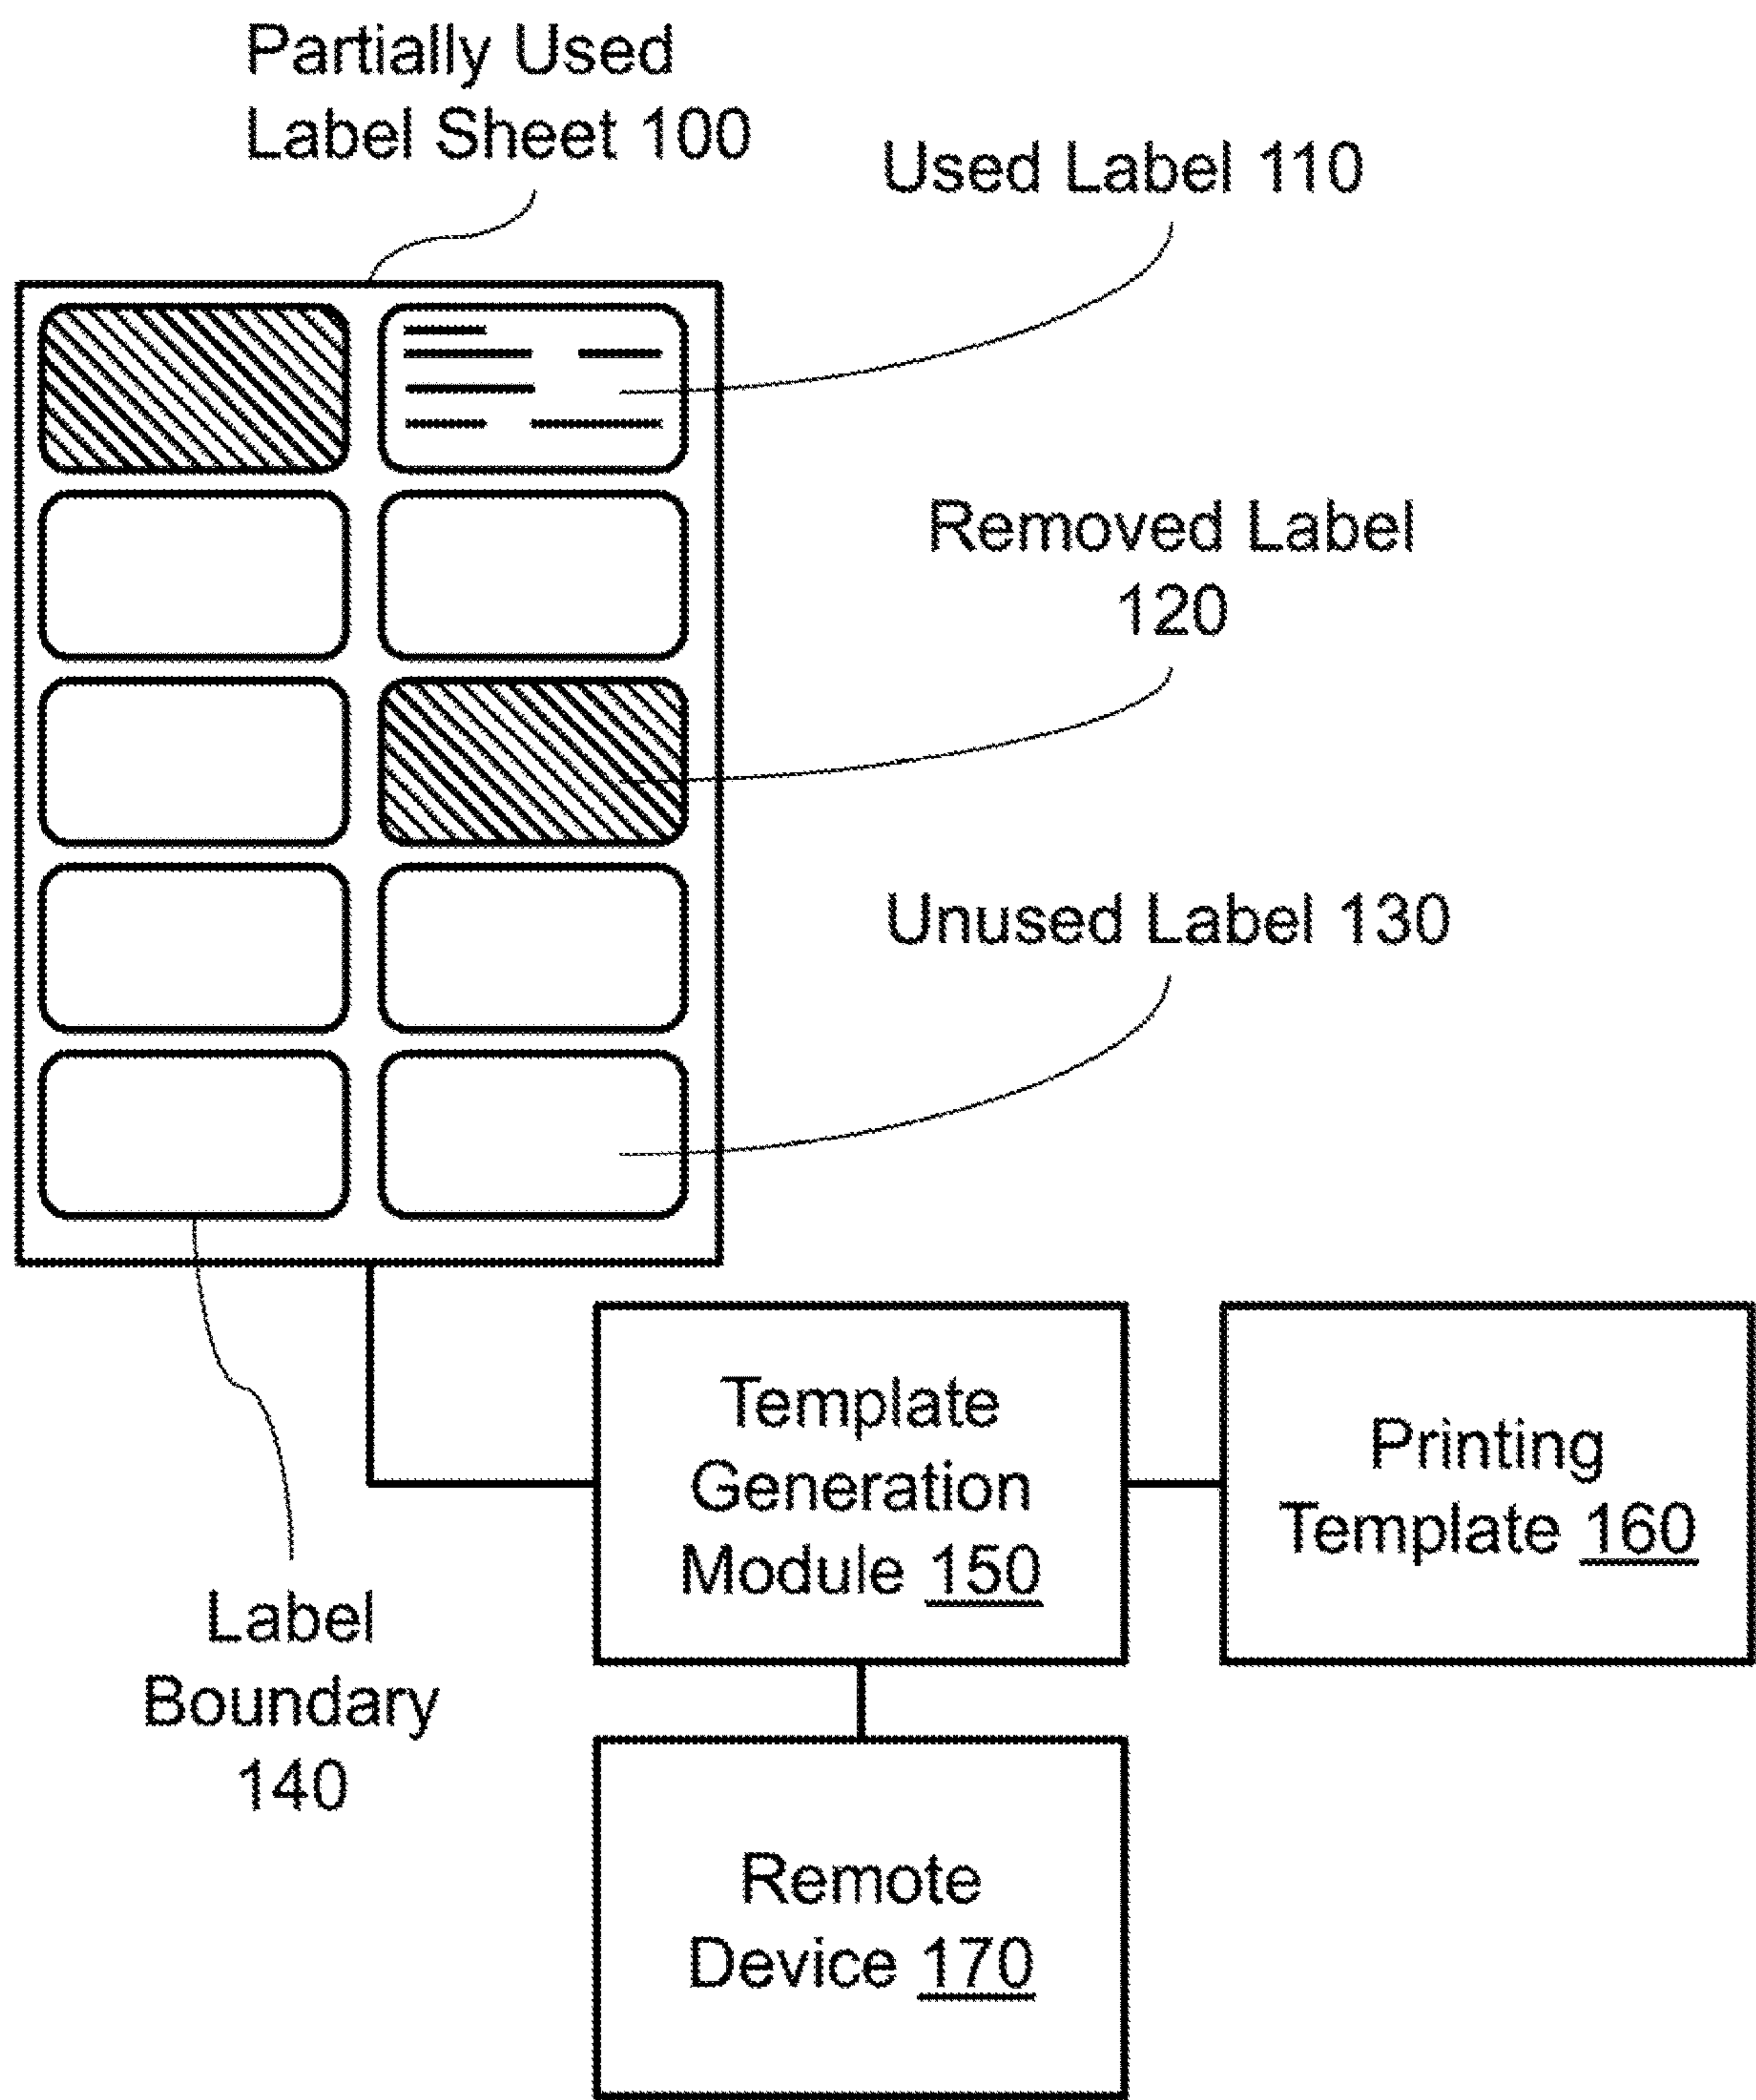 Partially Used
Label Sheet 100
Used Label 110
Removed Label
120
Unused Label 130
Template
Generation
Module 150
Printing
Template 160
Label
Boundary
140
Remote
Device 170